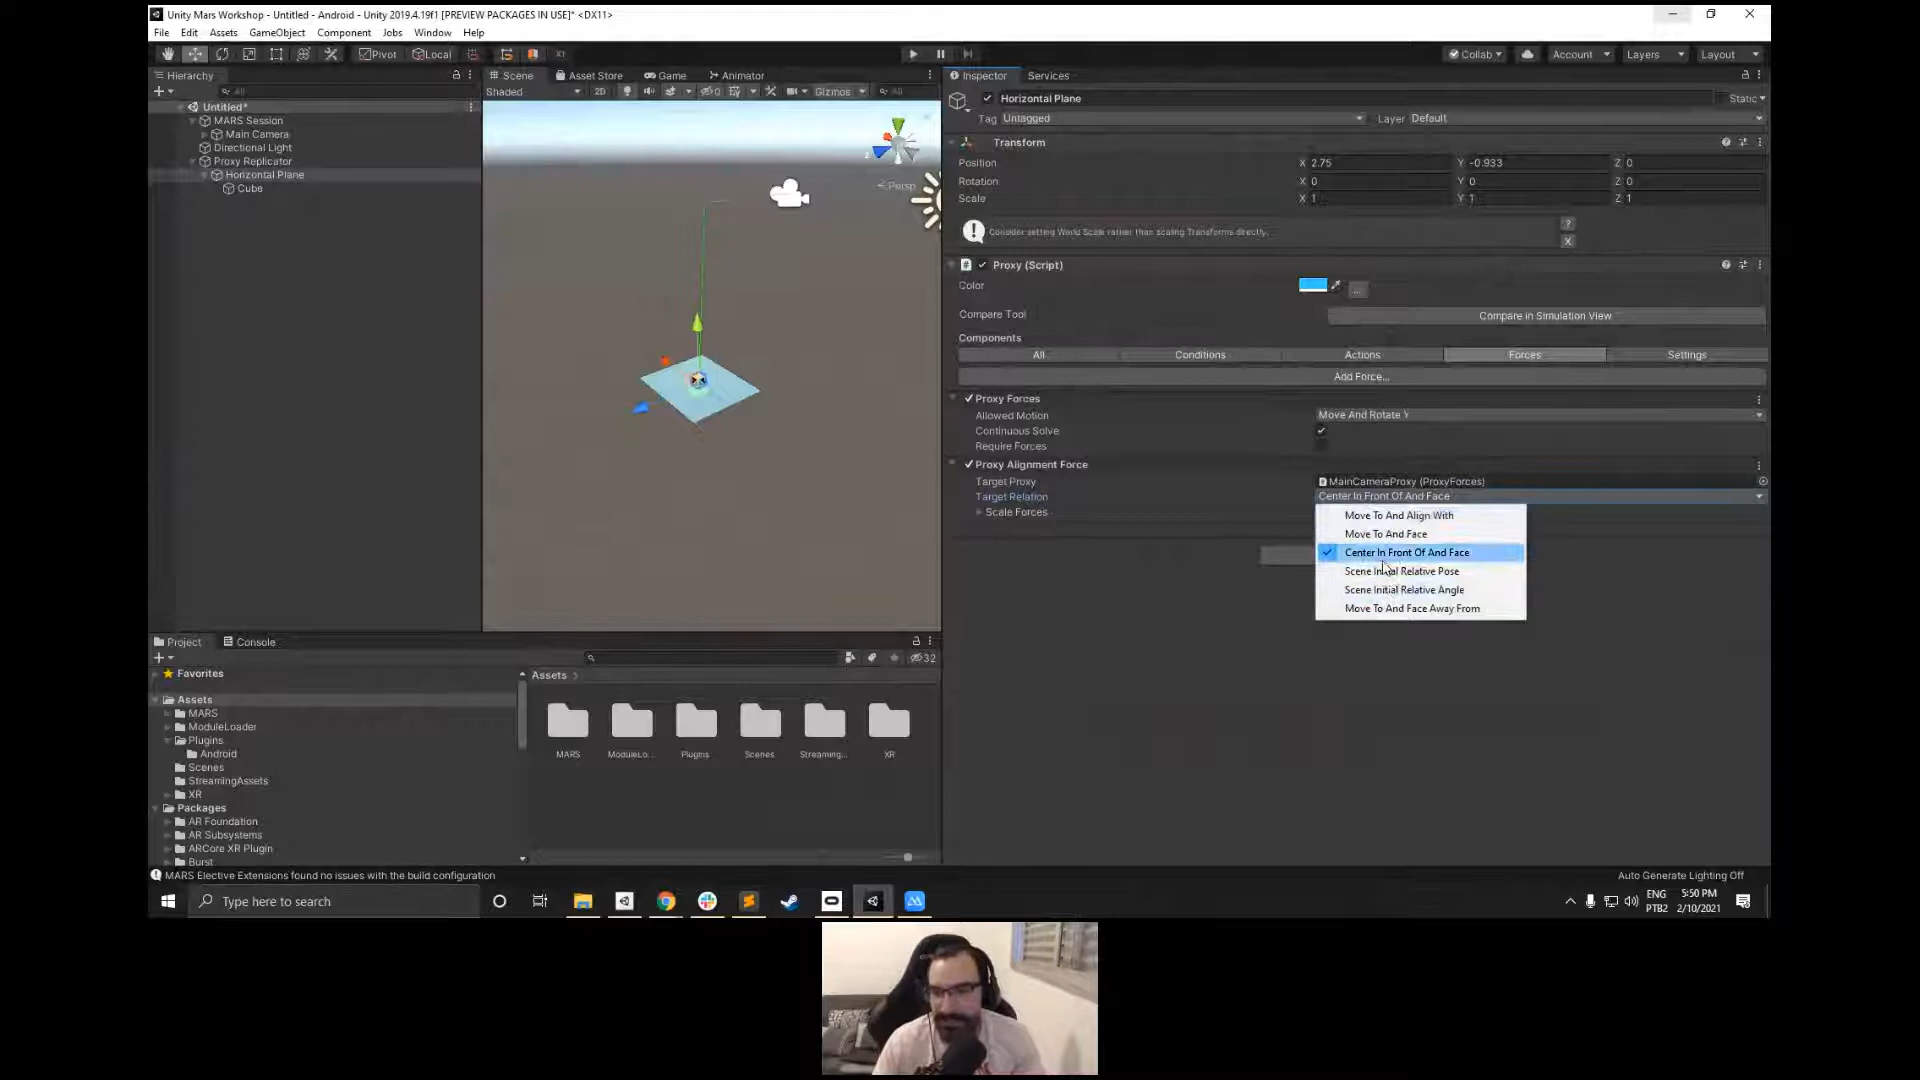 Unity Mars Workshop - Untitled - Android - Unity 2019.4.19f1 [PREVIEW PACKAGES IN USE]* <DX11>
File Edit Assets GameObject Component Jobs Window Help
Pivot Local Collab Account Layers Layout
Hierarchy Scene Asset Store Game Animator Inspector Services
All Shaded 2D 0 Gizmos All
Horizontal Plane Static
Tag Untagged Layer Default
Untitled*
MARS Session
Main Camera
Directional Light
Proxy Replicator
Horizontal Plane
Cube
Persp
Transform
Position X 2.75 Y -0.933 Z 0
Rotation X 0 Y 0 Z 0
Scale X 1 Y 1 Z 1
Consider setting World Scale rather than scaling Transforms directly.
?
X
Proxy (Script)
Color ...
Compare Tool Compare in Simulation View
Components
All Conditions Actions Forces Settings
Add Force...
Proxy Forces
Allowed Motion Move And Rotate Y
Continuous Solve
Require Forces
Proxy Alignment Force
Target Proxy MainCameraProxy (ProxyForces)
Target Relation Center In Front Of And Face
Scale Forces
Move To And Align With
Move To And Face
Center In Front Of And Face
Scene Initial Relative Pose
Scene Initial Relative Angle
Move To And Face Away From
Project Console
32
Favorites
Assets
MARS
ModuleLoader
Plugins
Android
Scenes
StreamingAssets
XR
Packages
AR Foundation
AR Subsystems
ARCore XR Plugin
Burst
Assets
MARS ModuleLo... Plugins Scenes Streaming... XR
MARS Elective Extensions found no issues with the build configuration
Auto Generate Lighting Off
Type here to search
ENG 5:50 PM
PTB2 2/10/2021